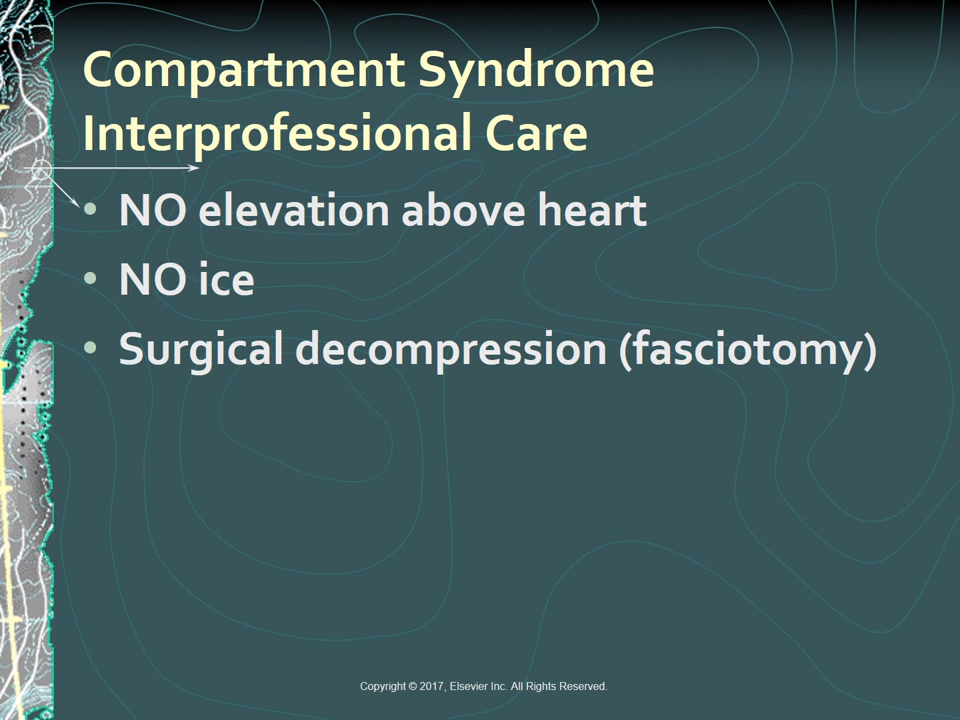 Compartment Syndrome
Interprofessional Care
• NO elevation above heart
• NO ice
• Surgical decompression (fasciotomy)
Copyright © 2017, Elsevier Inc. All Rights Reserved.